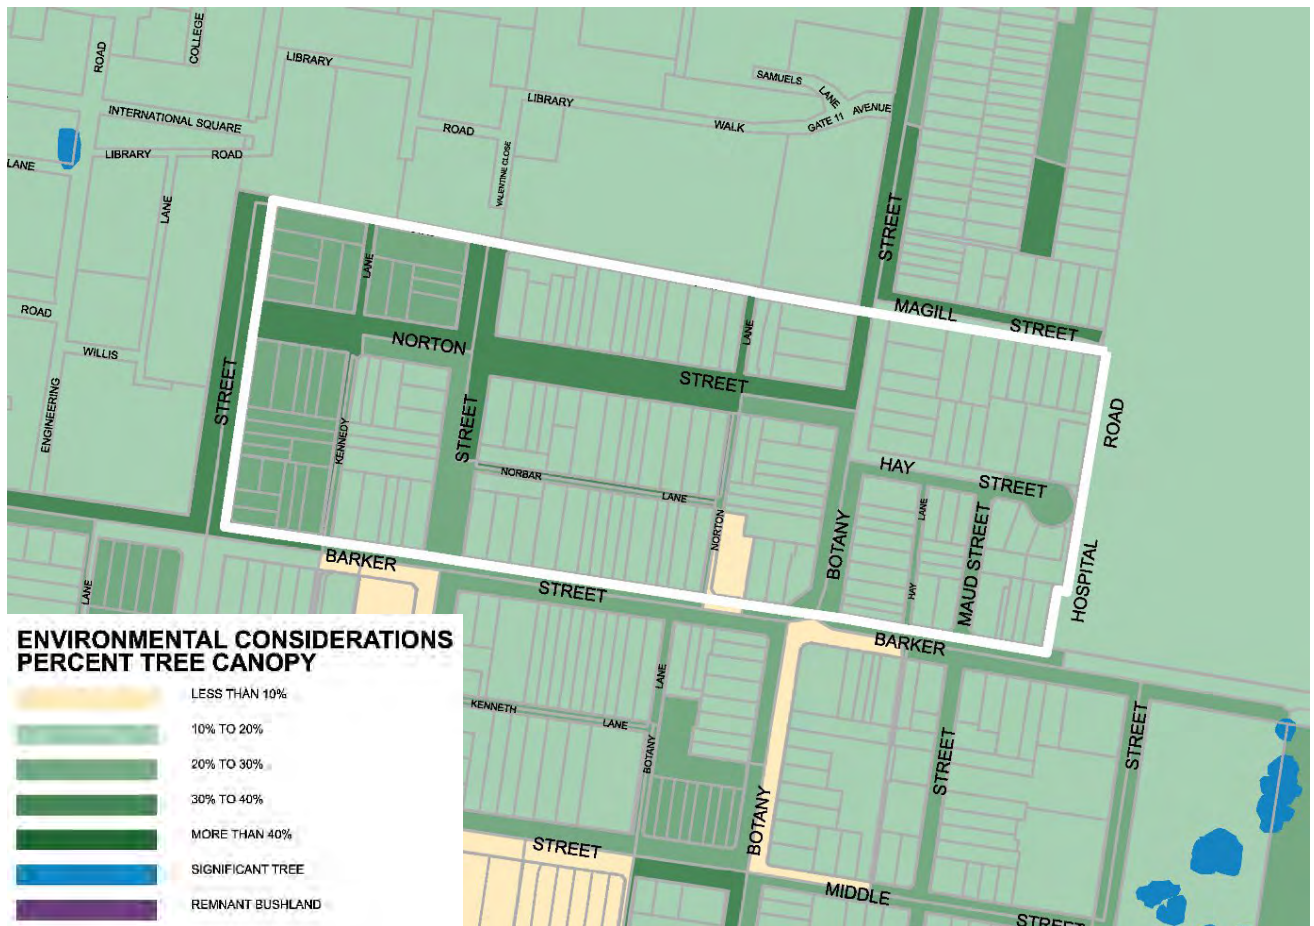 COLLEGE
ROAD
LIBRARY
SAMUELS
LANE
GATE 11
AVENUE
INTERNATIONAL SQUARE
LIBRARY
WALK
ROAD
LIBRARY
ROAD
LANE
VALENTINE CLOSE
LANE
STREET
LANE
MAGILL
STREET
ROAD
LANE
NORTON
WILLIS
STREET
STREET
ROAD
ENGINEERING
KENNEDY
STREET
HAY
STREET
NORBAR
LANE
LANE
NORTON
BOTANY
MAUD STREET
HOSPITAL
BARKER
STREET
HAY
BARKER
LANE
LANE
KENNETH
LANE
BOTANY
STREET
STREET
BOTANY
STREET
MIDDLE
STREET
ENVIRONMENTAL CONSIDERATIONS
PERCENT TREE CANOPY
LESS THAN 10%
10% TO 20%
20% TO 30%
30% TO 40%
MORE THAN 40%
SIGNIFICANT TREE
REMNANT BUSHLAND